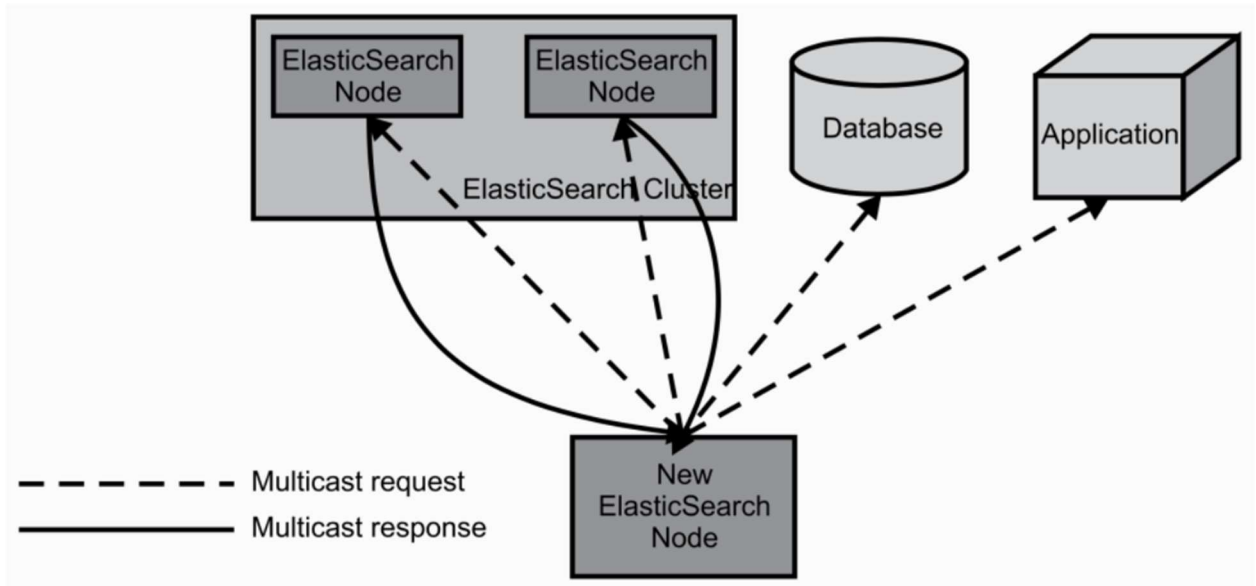 ElasticSearch
Node
ElasticSearch
Node
Database
Application
ElasticSearch Cluster
New
ElasticSearch
Node
Multicast request
Multicast response